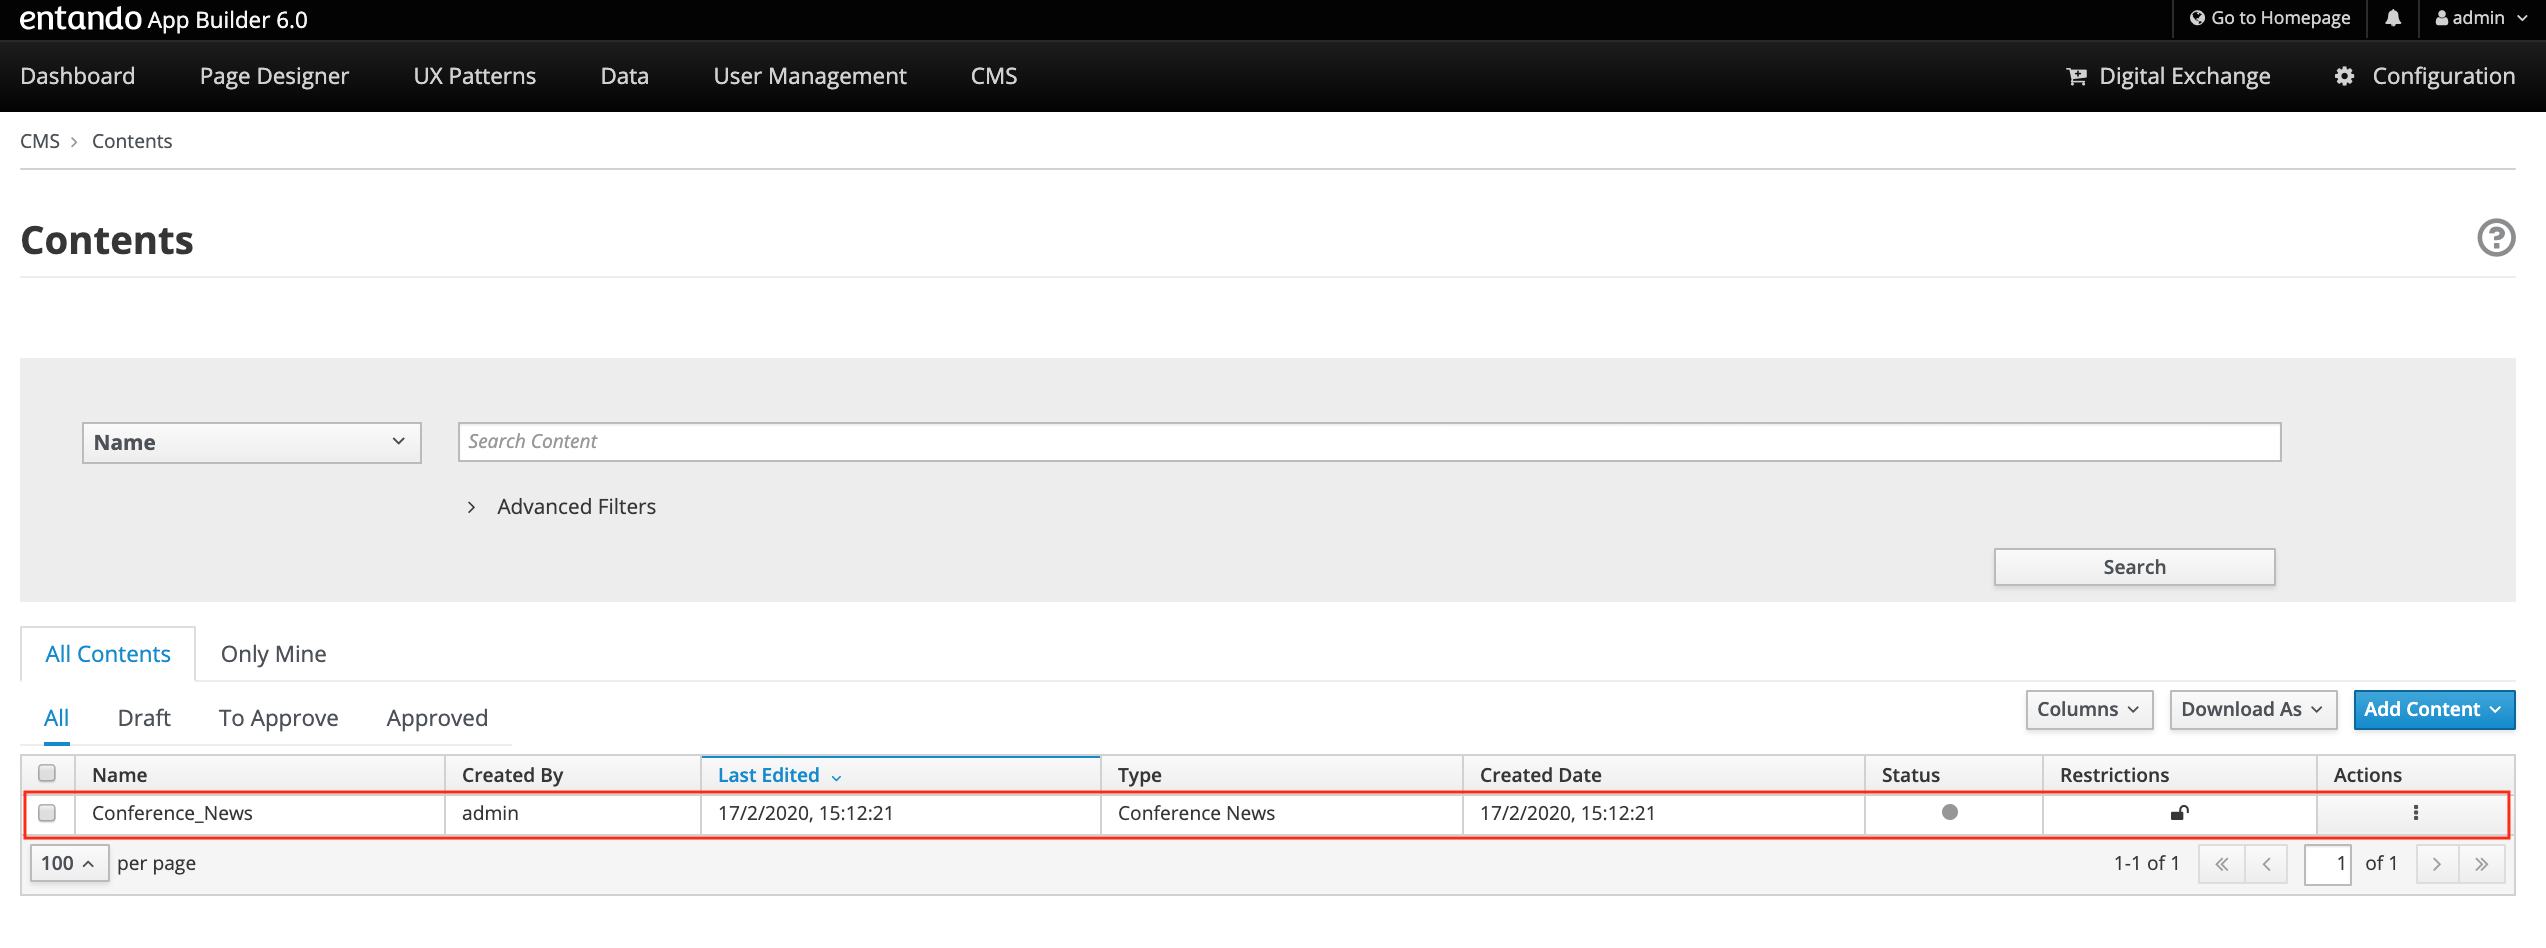 entando App Builder 6.0 Go to Homepage admin
Dashboard Page Designer UX Patterns Data User Management CMS Digital Exchange Configuration
CMS > Contents
Contents ?
Name Search Content
> Advanced Filters
Search
All Contents Only Mine
All Draft To Approve Approved Columns Download As Add Content
Name Created By Last Edited Type Created Date Status Restrictions Actions
Conference_News admin 17/2/2020, 15:12:21 Conference News 17/2/2020, 15:12:21
100 per page 1-1 of 1 « < 1 of 1 > »